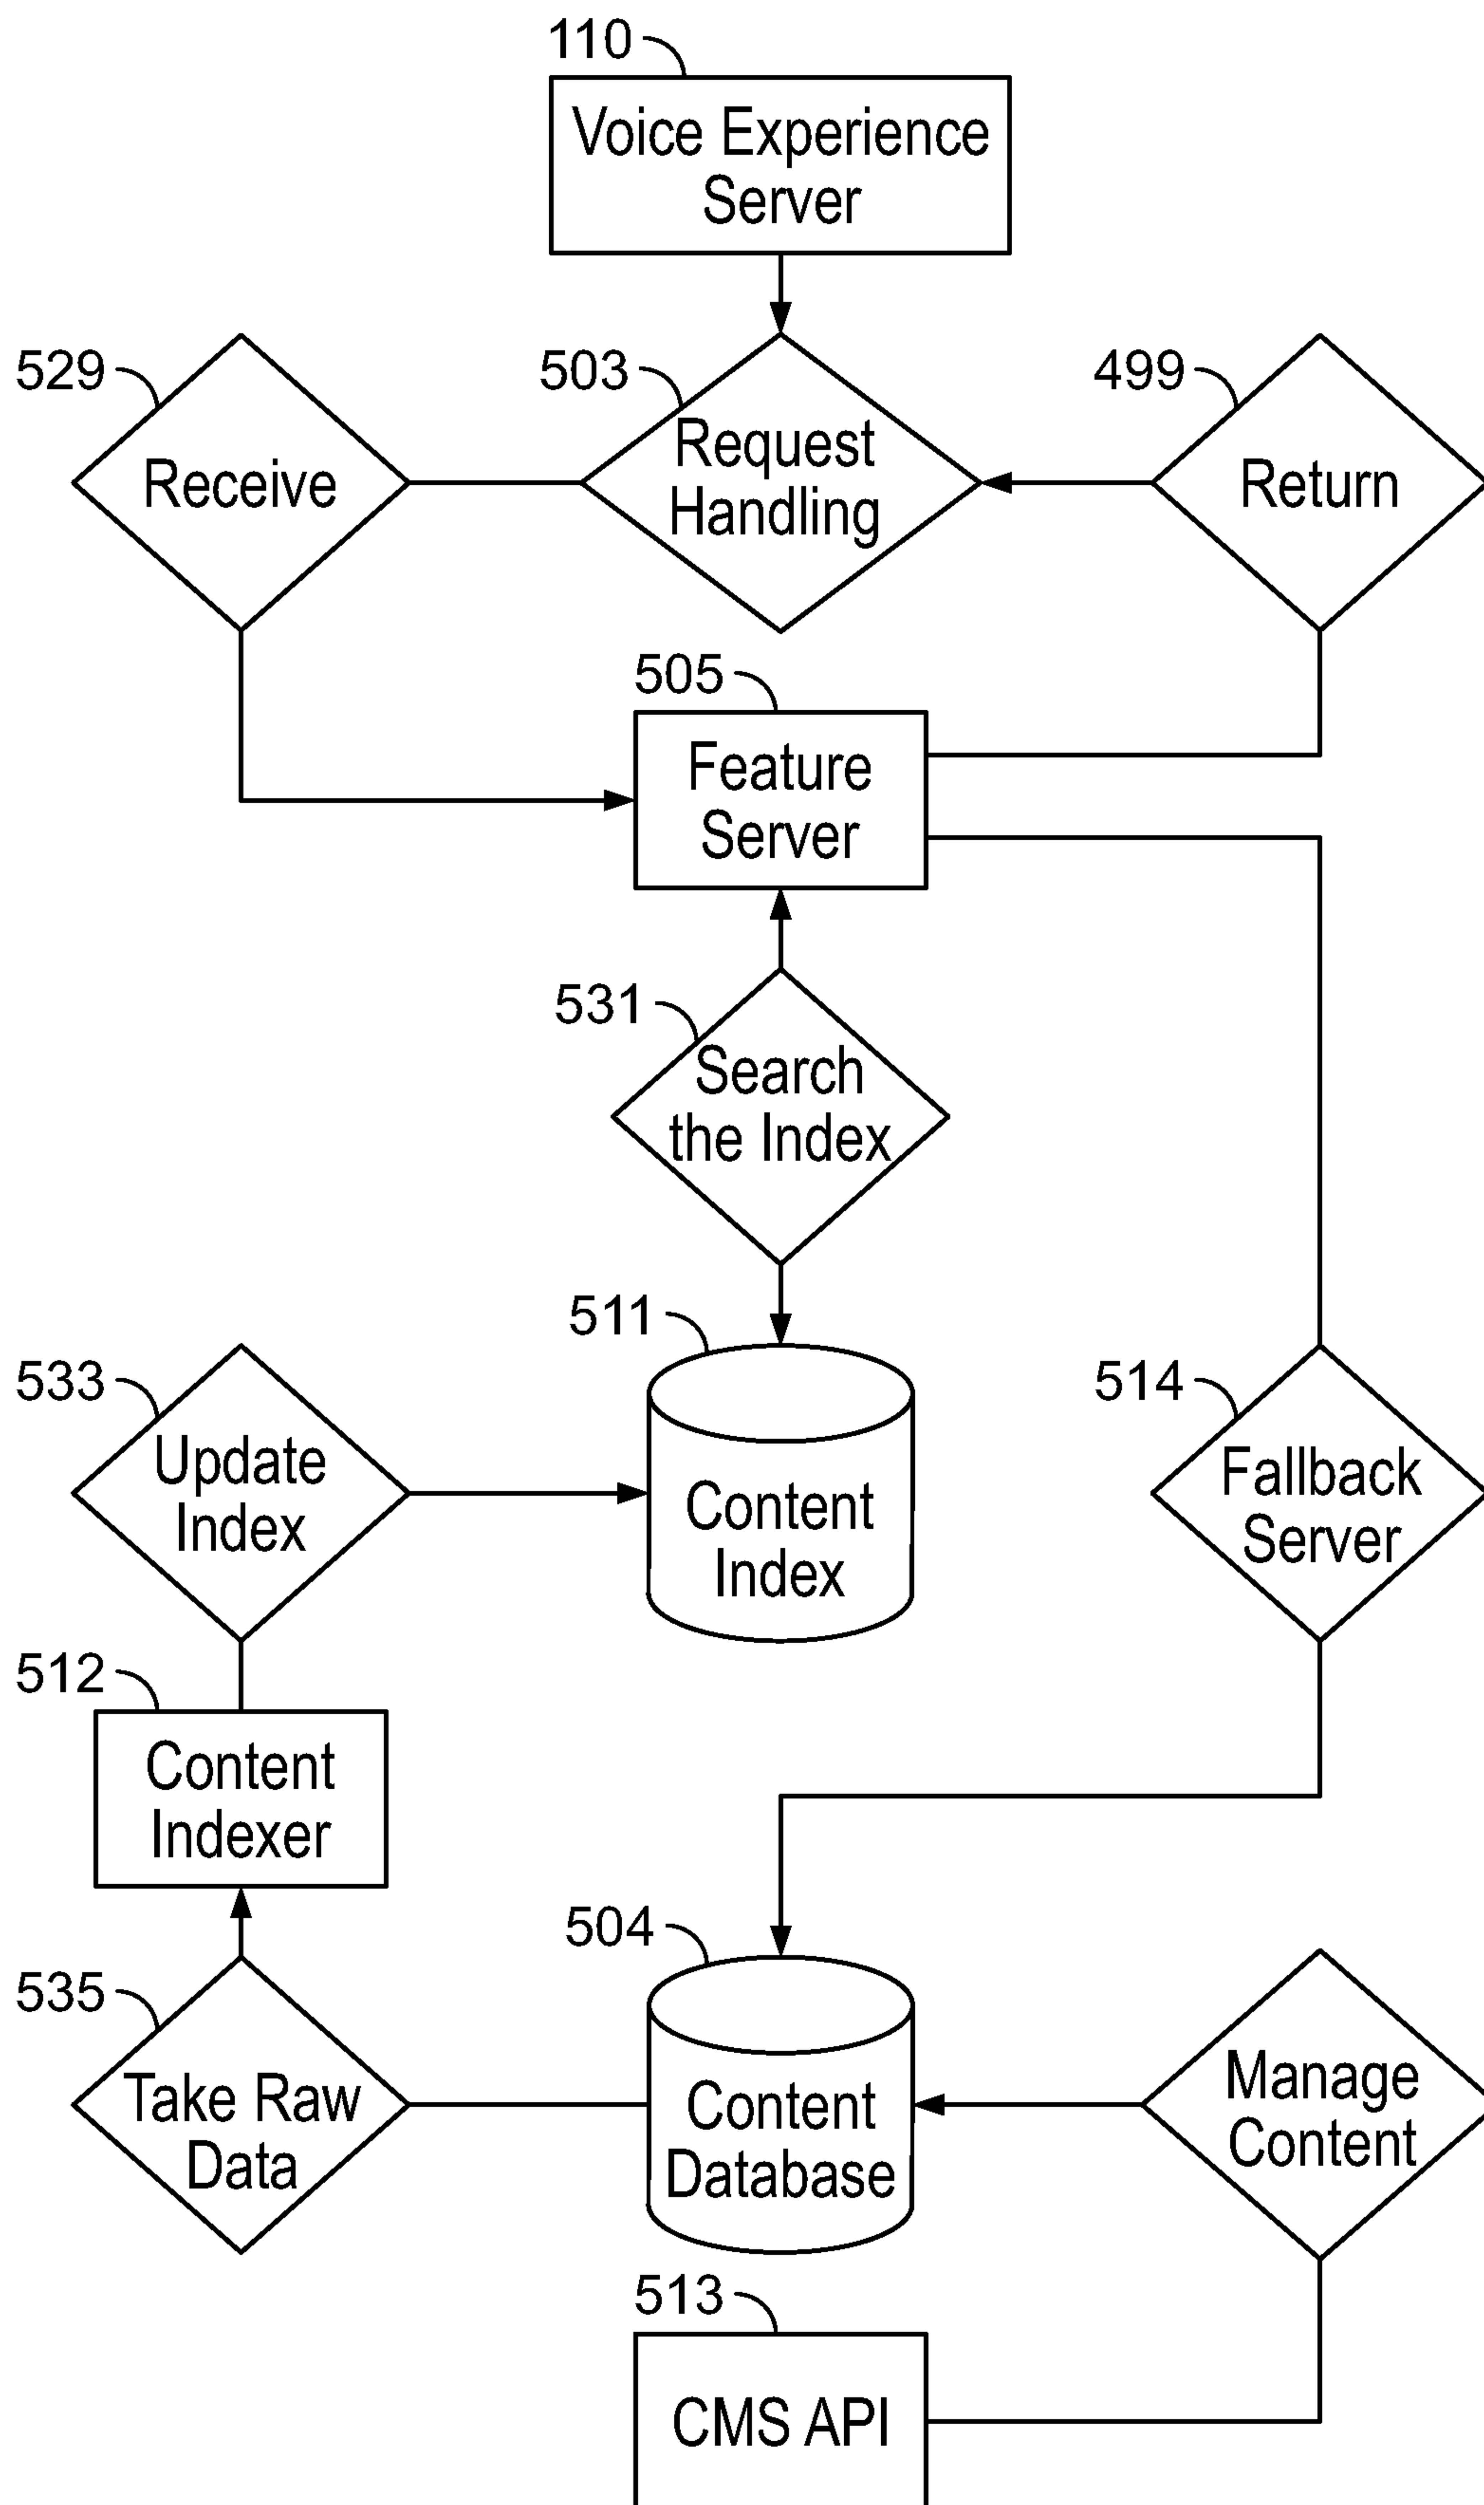 110
Voice Experience
Server
529
503
499
Receive
Request
Handling
Return
505
Feature
Server
531
Search
the Index
511
533
514
Update
Index
Content
Index
Fallback
Server
512
Content
Indexer
504
535
Take Raw
Data
Content
Database
Manage
Content
513
CMS API